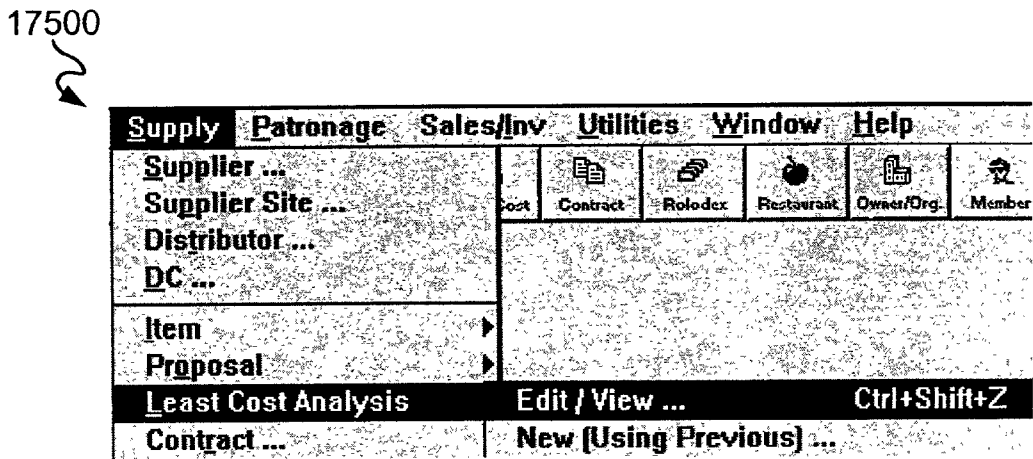 17500
Supply Patronage Sales/Inv Utilities Window Help
Supplier ...
Supplier Site ...
Distributor ...
DC ...
Cost Contract Rolodex Restaurant Owner/Org. Member
Item
Proposal
Least Cost Analysis Edit / View ... Ctrl+Shift+Z
Contract ... New (Using Previous) ...